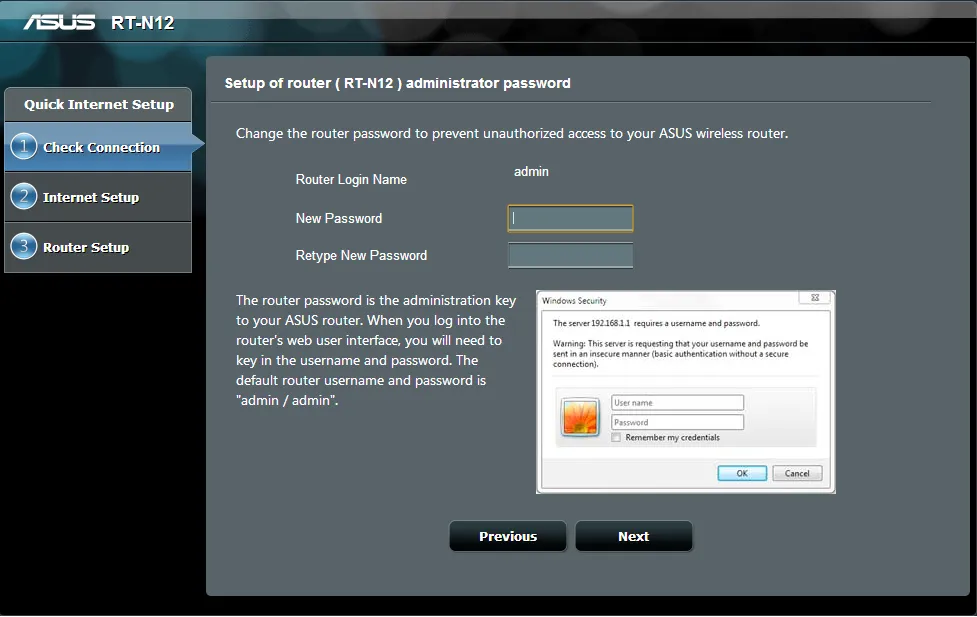 ASUS RT-N12
Quick Internet Setup
1 Check Connection
2 Internet Setup
3 Router Setup
Setup of router ( RT-N12 ) administrator password
Change the router password to prevent unauthorized access to your ASUS wireless router.
Router Login Name admin
New Password
Retype New Password
The router password is the administration key
to your ASUS router. When you log into the
router's web user interface, you will need to
key in the username and password. The
default router username and password is
"admin / admin".
Windows Security
The server 192.168.1.1 requires a username and password.
Warning: This server is requesting that your username and password be
sent in an insecure manner (basic authentication without a secure
connection).
User name
Password
Remember my credentials
OK Cancel
Previous Next